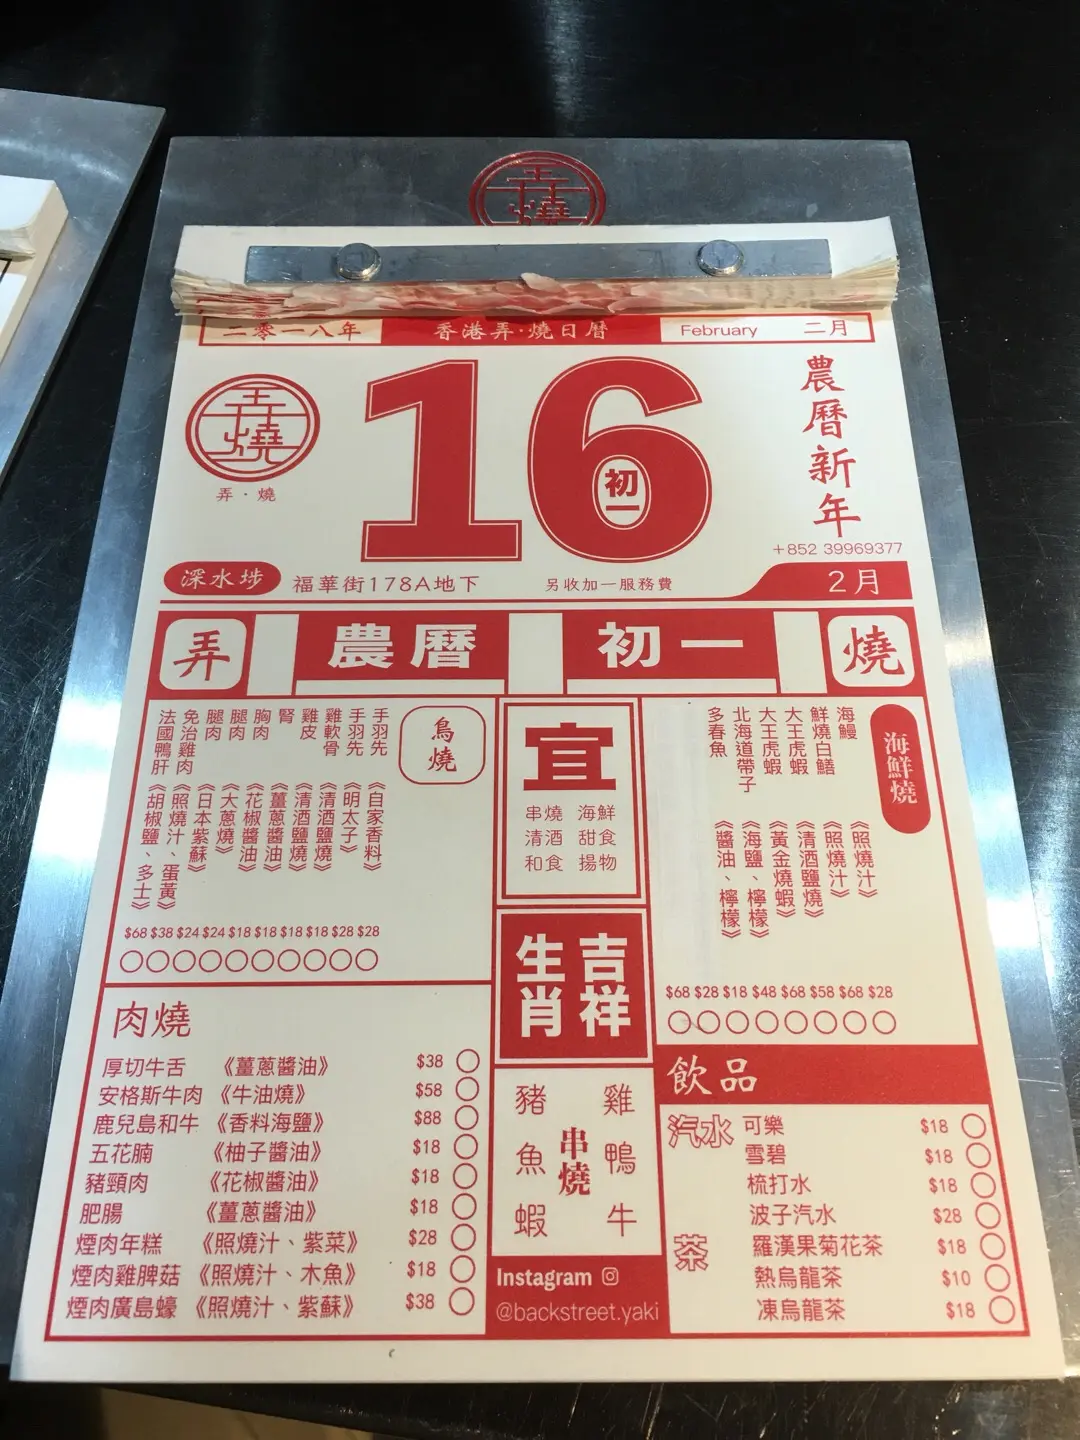 弄燒
二零一八年 香港弄·燒日曆 February 二月
弄燒
弄·燒
16
初一
農曆新年
+852 39969377
深水埗 福華街178A地下 另收加一服務費 2月
弄 農曆 初一 燒
鳥燒
手羽先 《自家香料》 $28
手羽先 《明太子》 $28
雞軟骨 《清酒鹽燒》 $18
雞皮 《清酒鹽燒》 $18
腎 《薑蔥醬油》 $18
胸肉 《花椒醬油》 $18
腿肉 《大蔥燒》 $24
腿肉 《日本紫蘇》 $24
免治雞肉 《照燒汁、蛋黃》 $38
法國鴨肝 《胡椒鹽、多士》 $68
宜
串燒 海鮮
清酒 甜食
和食 揚物
海鮮燒
海鰻 《照燒汁》
鮮燒白鱔 《照燒汁》
大王虎蝦 《清酒鹽燒》
大王虎蝦 《黃金燒蝦》
北海道帶子 《海鹽、檸檬》
多春魚 《醬油、檸檬》
$68 $28 $18 $48 $68 $58 $68 $28
吉祥生肖
豬 雞
魚 串燒 鴨
蝦 牛
Instagram
@backstreet.yaki
肉燒
厚切牛舌 《薑蔥醬油》 $38
安格斯牛肉 《牛油燒》 $58
鹿兒島和牛 《香料海鹽》 $88
五花腩 《柚子醬油》 $18
豬頸肉 《花椒醬油》 $18
肥腸 《薑蔥醬油》 $18
煙肉年糕 《照燒汁、紫菜》 $28
煙肉雞髀菇 《照燒汁、木魚》 $18
煙肉廣島蠔 《照燒汁、紫蘇》 $38
飲品
汽水 可樂 $18
雪碧 $18
梳打水 $18
波子汽水 $28
茶 羅漢果菊花茶 $18
熱烏龍茶 $10
凍烏龍茶 $18